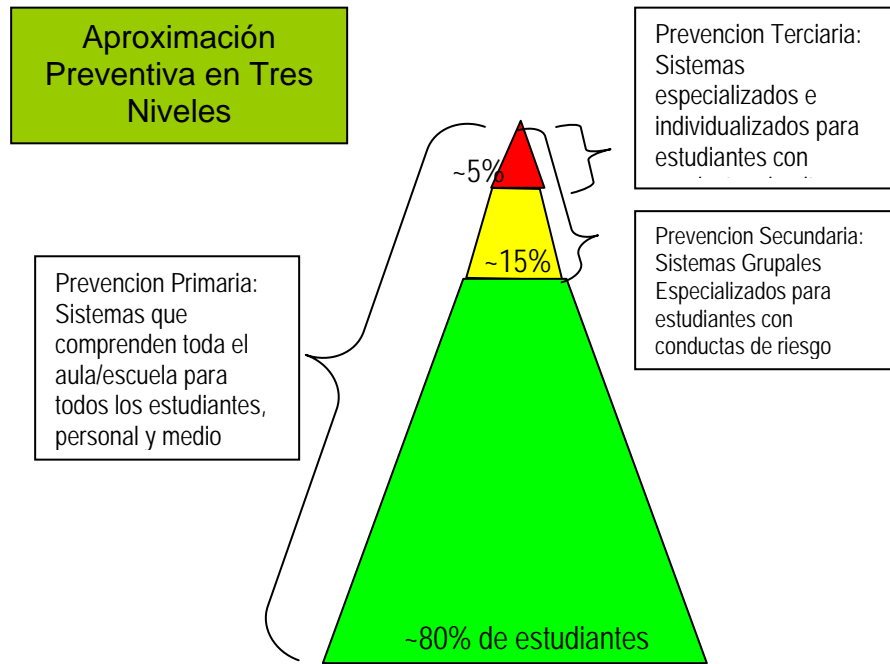 Aproximación
Preventiva en Tres
Niveles
Prevencion Terciaria:
Sistemas
especializados e
individualizados para
estudiantes con
~5%
~15%
Prevencion Secundaria:
Sistemas Grupales
Especializados para
estudiantes con
conductas de riesgo
Prevencion Primaria:
Sistemas que
comprenden toda el
aula/escuela para
todos los estudiantes,
personal y medio
~80% de estudiantes